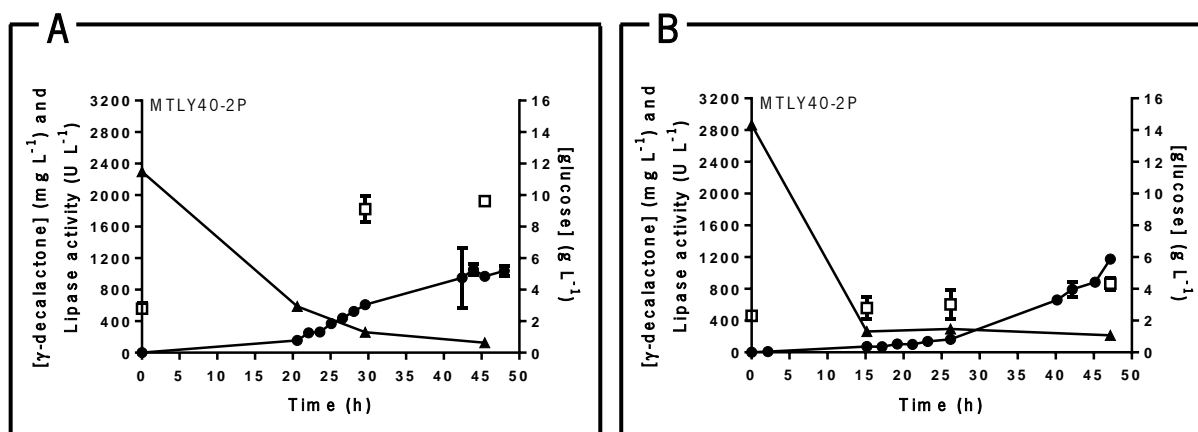 A
MTLY40-2P
[γ-decalactone] (mg L-1) and
Lipase activity (U L-1)
3200
2800
2400
2000
1600
1200
800
400
0
16
14
12
10
8
6
4
2
0
[glucose] (g L-1)
0 5 10 15 20 25 30 35 40 45 50
Time (h)
B
MTLY40-2P
[γ-decalactone] (mg L-1) and
Lipase activity (U L-1)
3200
2800
2400
2000
1600
1200
800
400
0
16
14
12
10
8
6
4
2
0
[glucose] (g L-1)
0 5 10 15 20 25 30 35 40 45 50
Time (h)